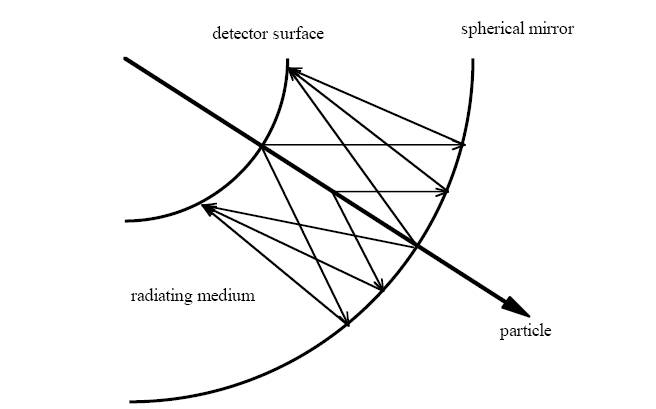 detector surface
spherical mirror
radiating medium
particle